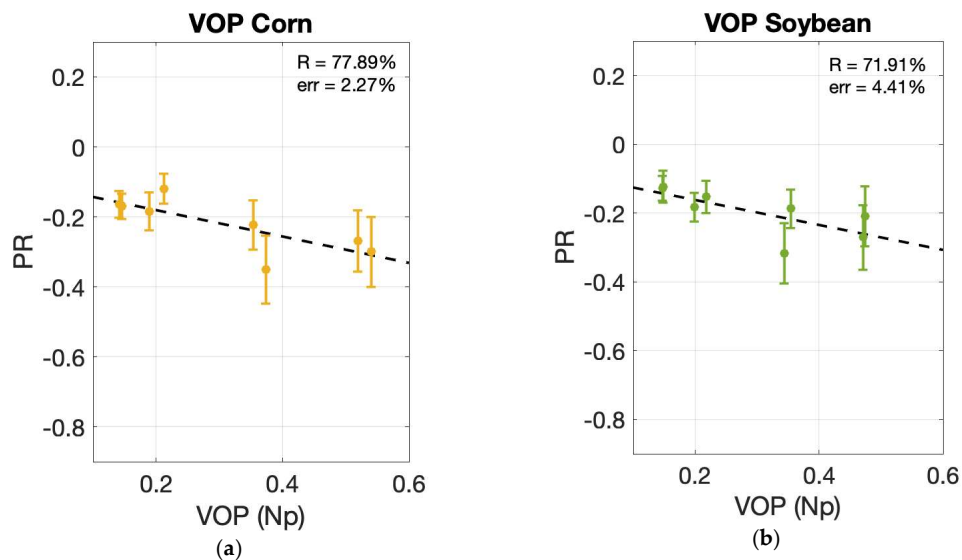 VOP Corn
R = 77.89%
err = 2.27%
0.2
0
-0.2
-0.4
-0.6
-0.8
PR
0.2
0.4
0.6
VOP (Np)
(a)
VOP Soybean
R = 71.91%
err = 4.41%
0.2
0
-0.2
-0.4
-0.6
-0.8
PR
0.2
0.4
0.6
VOP (Np)
(b)